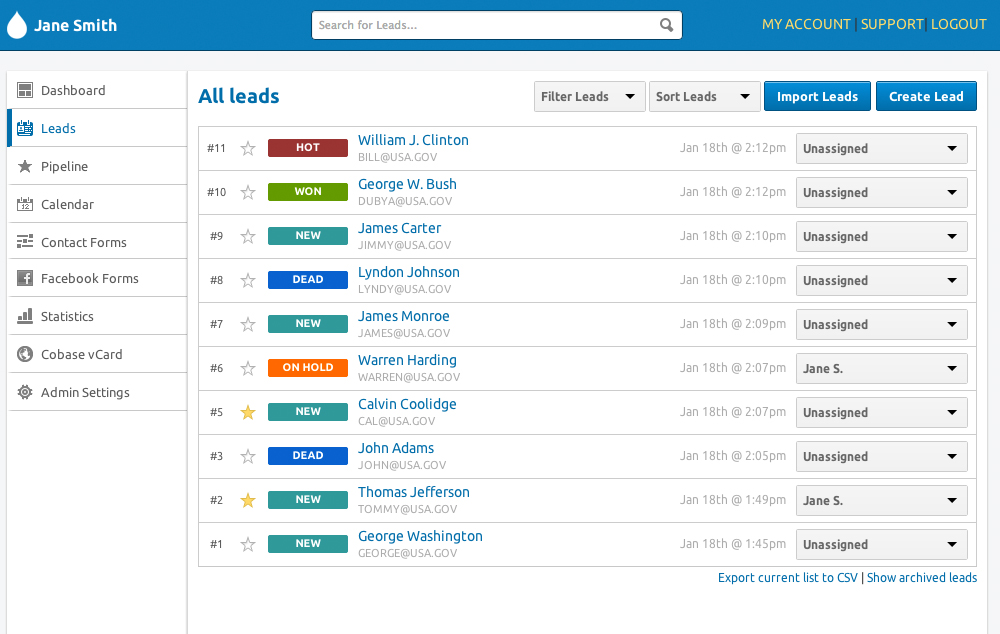 Jane Smith
Search for Leads...
MY ACCOUNT | SUPPORT | LOGOUT
Dashboard
Leads
Pipeline
12
Calendar
Contact Forms
Facebook Forms
Statistics
Cobase vCard
Admin Settings
All leads
Filter Leads
Sort Leads
Import Leads
Create Lead
#11 HOT William J. Clinton Jan 18th @ 2:12pm Unassigned
BILL@USA.GOV
#10 WON George W. Bush Jan 18th @ 2:12pm Unassigned
DUBYA@USA.GOV
#9 NEW James Carter Jan 18th @ 2:10pm Unassigned
JIMMY@USA.GOV
#8 DEAD Lyndon Johnson Jan 18th @ 2:10pm Unassigned
LYNDY@USA.GOV
#7 NEW James Monroe Jan 18th @ 2:09pm Unassigned
JAMES@USA.GOV
#6 ON HOLD Warren Harding Jan 18th @ 2:07pm Jane S.
WARREN@USA.GOV
#5 NEW Calvin Coolidge Jan 18th @ 2:07pm Unassigned
CAL@USA.GOV
#3 DEAD John Adams Jan 18th @ 2:05pm Unassigned
JOHN@USA.GOV
#2 NEW Thomas Jefferson Jan 18th @ 1:49pm Jane S.
TOMMY@USA.GOV
#1 NEW George Washington Jan 18th @ 1:45pm Unassigned
GEORGE@USA.GOV
Export current list to CSV | Show archived leads